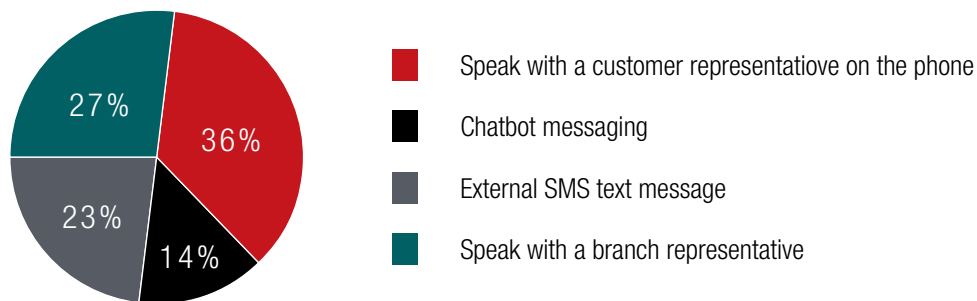 27%
36%
23%
14%
Speak with a customer representatiove on the phone
Chatbot messaging
External SMS text message
Speak with a branch representative